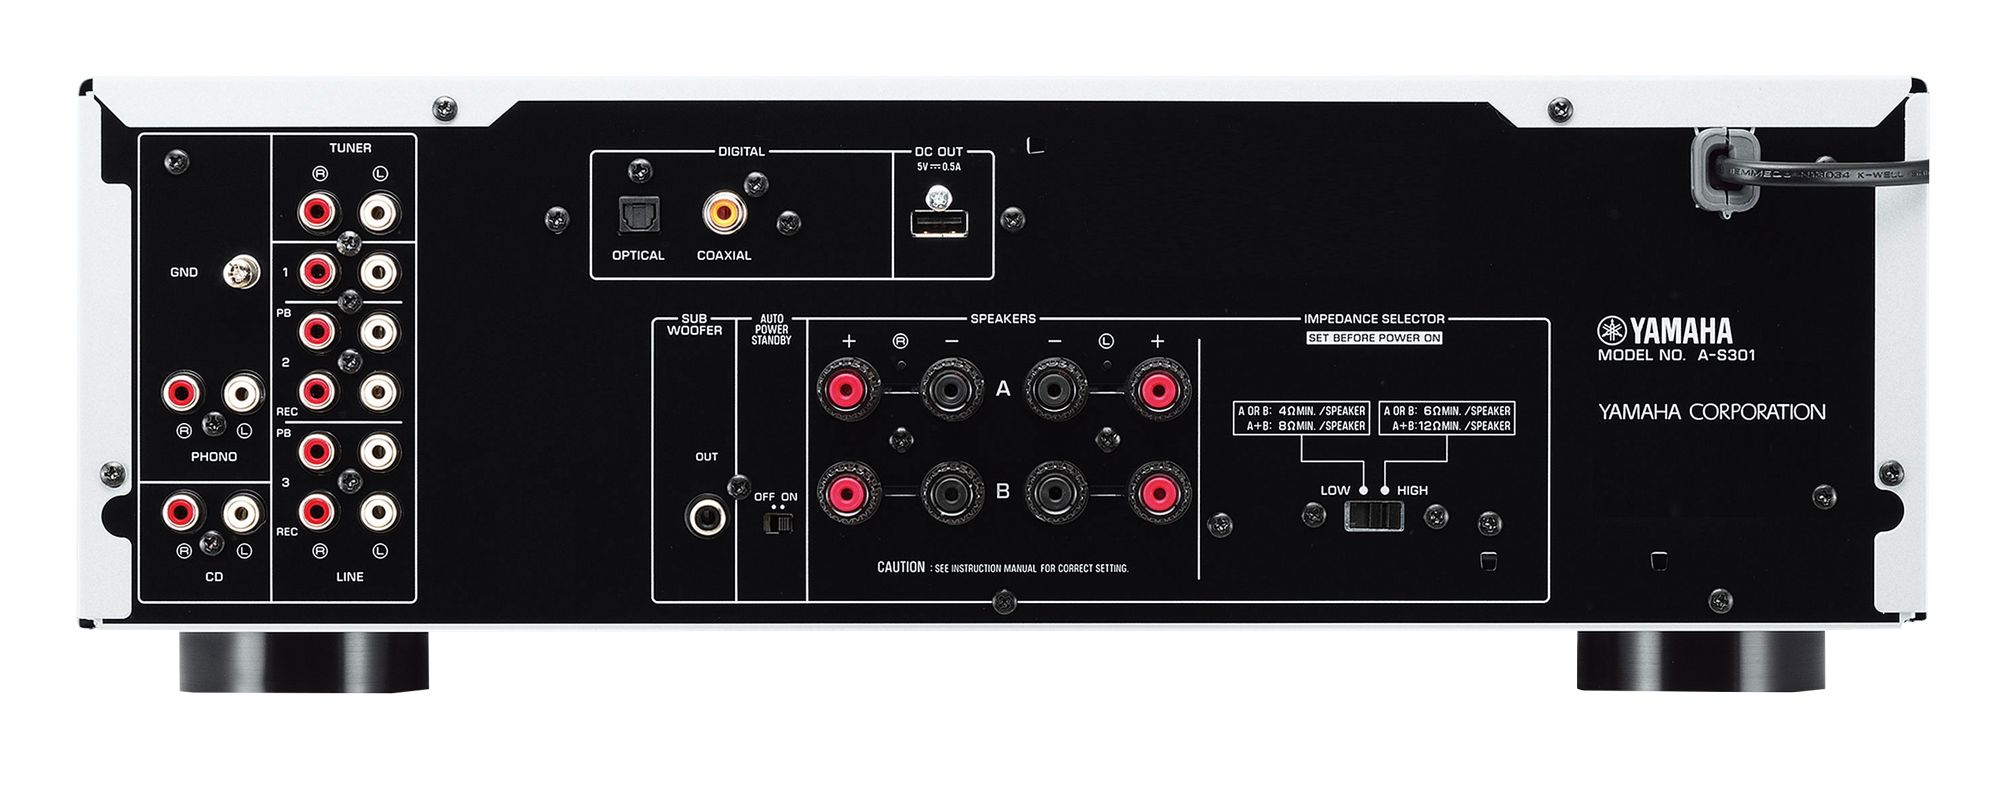 TUNER
R L
GND
1
PB
2
REC
PB
3
REC
R L
PHONO
R L
CD
R L
LINE
DIGITAL
OPTICAL
COAXIAL
DC OUT
5V⎓0.5A
SUB
WOOFER
OUT
AUTO
POWER
STANDBY
OFF ON
SPEAKERS
+ R − − L +
A
B
CAUTION : SEE INSTRUCTION MANUAL FOR CORRECT SETTING.
IMPEDANCE SELECTOR
SET BEFORE POWER ON
A OR B: 4ΩMIN. /SPEAKER
A+B: 8ΩMIN. /SPEAKER
A OR B: 6ΩMIN. /SPEAKER
A+B:12ΩMIN. /SPEAKER
LOW HIGH
YAMAHA
MODEL NO. A-S301
YAMAHA CORPORATION
K-WELL